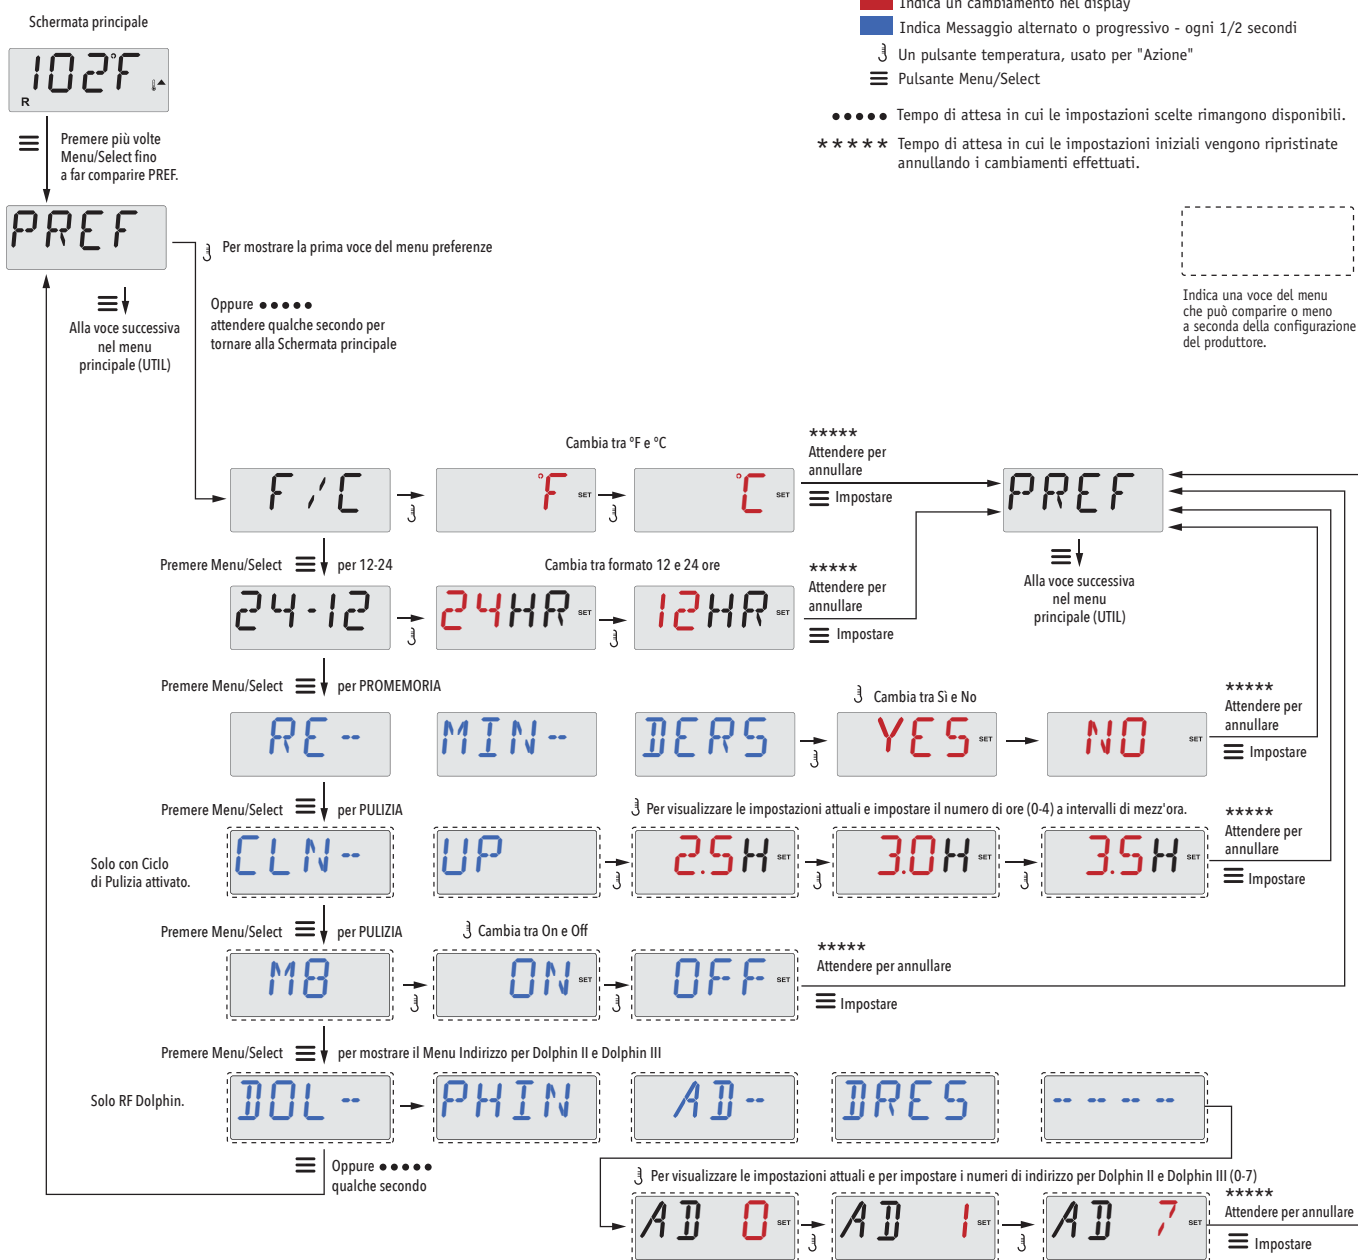 Indica un cambiamento nel display
Indica Messaggio alternato o progressivo - ogni 1/2 secondi
Un pulsante temperatura, usato per "Azione"
Pulsante Menu/Select
Tempo di attesa in cui le impostazioni scelte rimangono disponibili.
***** Tempo di attesa in cui le impostazioni iniziali vengono ripristinate
annullando i cambiamenti effettuati.
Schermata principale
102°F
R
Premere più volte
Menu/Select fino
a far comparire PREF.
PREF
Per mostrare la prima voce del menu preferenze
Alla voce successiva
nel menu
principale (UTIL)
Oppure •••••
attendere qualche secondo per
tornare alla Schermata principale
Indica una voce del menu
che può comparire o meno
a seconda della configurazione
del produttore.
Cambia tra °F e °C
*****
Attendere per
annullare
Impostare
F/C
°F SET
°C SET
PREF
Alla voce successiva
nel menu
principale (UTIL)
Premere Menu/Select per 12-24
Cambia tra formato 12 e 24 ore
*****
Attendere per
annullare
Impostare
24-12
24HR SET
12HR SET
Premere Menu/Select per PROMEMORIA
Cambia tra Sì e No
*****
Attendere per
annullare
Impostare
RE-
MIN-
DERS
YES SET
NO SET
Premere Menu/Select per PULIZIA
Per visualizzare le impostazioni attuali e impostare il numero di ore (0-4) a intervalli di mezz'ora.
*****
Attendere per
annullare
Impostare
Solo con Ciclo
di Pulizia attivato.
CLN-
UP
2.5H SET
3.0H SET
3.5H SET
Premere Menu/Select per PULIZIA
Cambia tra On e Off
*****
Attendere per annullare
Impostare
M8
ON SET
OFF SET
Premere Menu/Select per mostrare il Menu Indirizzo per Dolphin II e Dolphin III
Solo RF Dolphin.
DOL-
PHIN
AD-
DRES
----
Oppure •••••
qualche secondo
Per visualizzare le impostazioni attuali e per impostare i numeri di indirizzo per Dolphin II e Dolphin III (0-7)
*****
Attendere per annullare
Impostare
AD 0 SET
AD 1 SET
AD 7 SET